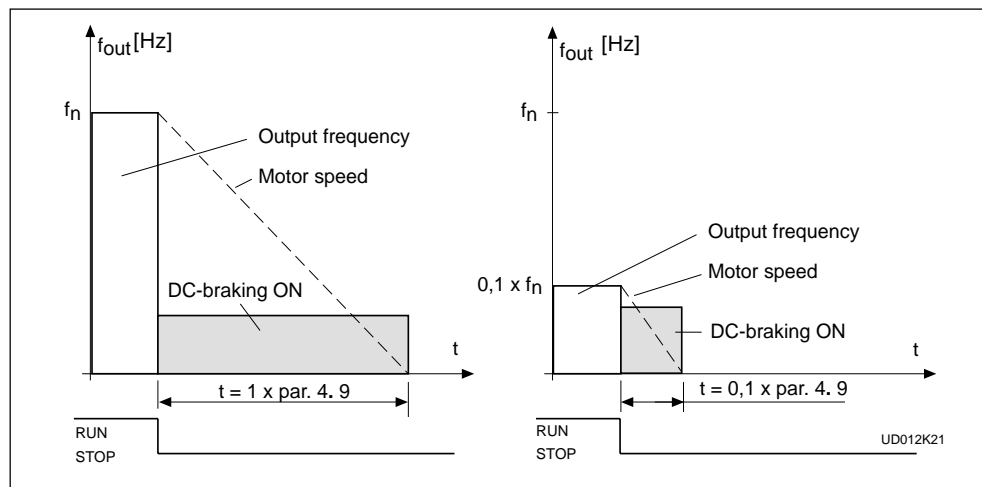 fout [Hz]
fn
Output frequency
Motor speed
DC-braking ON
t
t = 1 x par. 4. 9
RUN
STOP
fout [Hz]
fn
Output frequency
Motor speed
0,1 x fn
DC-braking ON
t
t = 0,1 x par. 4. 9
RUN
STOP
UD012K21